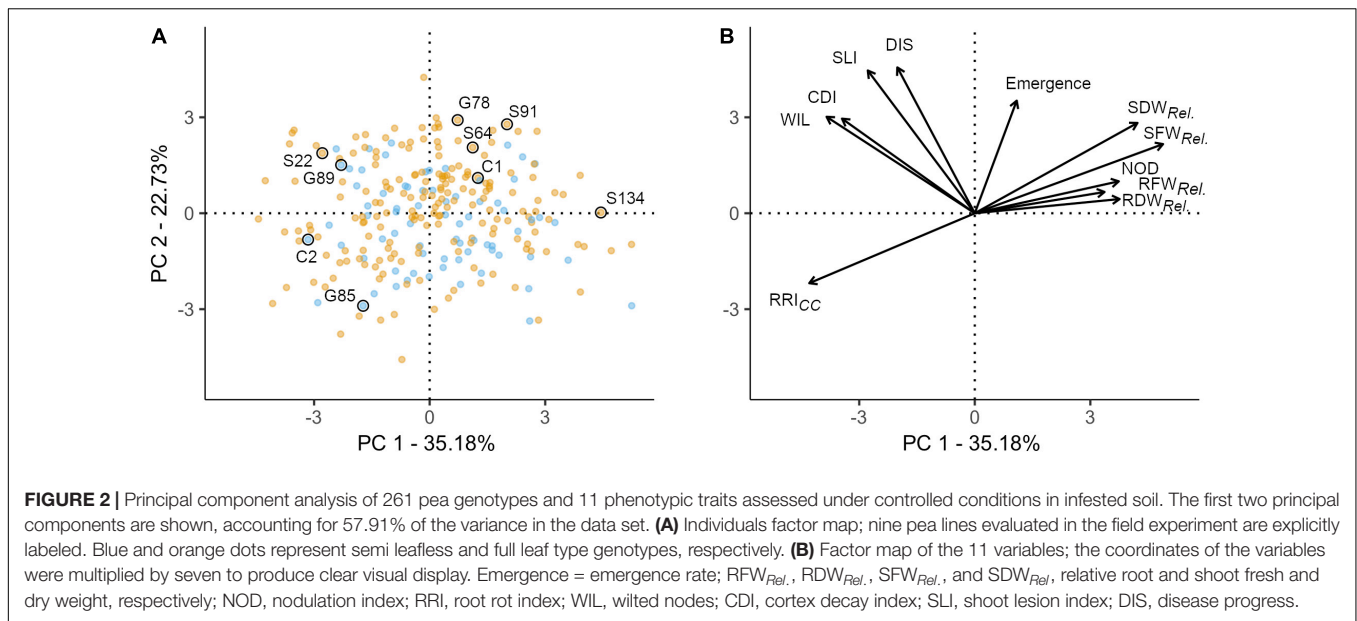 A
B
3
0
-3
-3
0
3
PC 2 - 22.73%
PC 1 - 35.18%
G78
S91
S64
C1
S22
G89
S134
C2
G85
3
0
-3
-3
0
3
PC 1 - 35.18%
DIS
SLI
CDI
WIL
Emergence
SDWRel.
SFWRel.
NOD
RFWRel.
RDWRel.
RRICC
FIGURE 2 | Principal component analysis of 261 pea genotypes and 11 phenotypic traits assessed under controlled conditions in infested soil. The first two principal
components are shown, accounting for 57.91% of the variance in the data set. (A) Individuals factor map; nine pea lines evaluated in the field experiment are explicitly
labeled. Blue and orange dots represent semi leafless and full leaf type genotypes, respectively. (B) Factor map of the 11 variables; the coordinates of the variables
were multiplied by seven to produce clear visual display. Emergence = emergence rate; RFWRel., RDWRel., SFWRel., and SDWRel, relative root and shoot fresh and
dry weight, respectively; NOD, nodulation index; RRI, root rot index; WIL, wilted nodes; CDI, cortex decay index; SLI, shoot lesion index; DIS, disease progress.